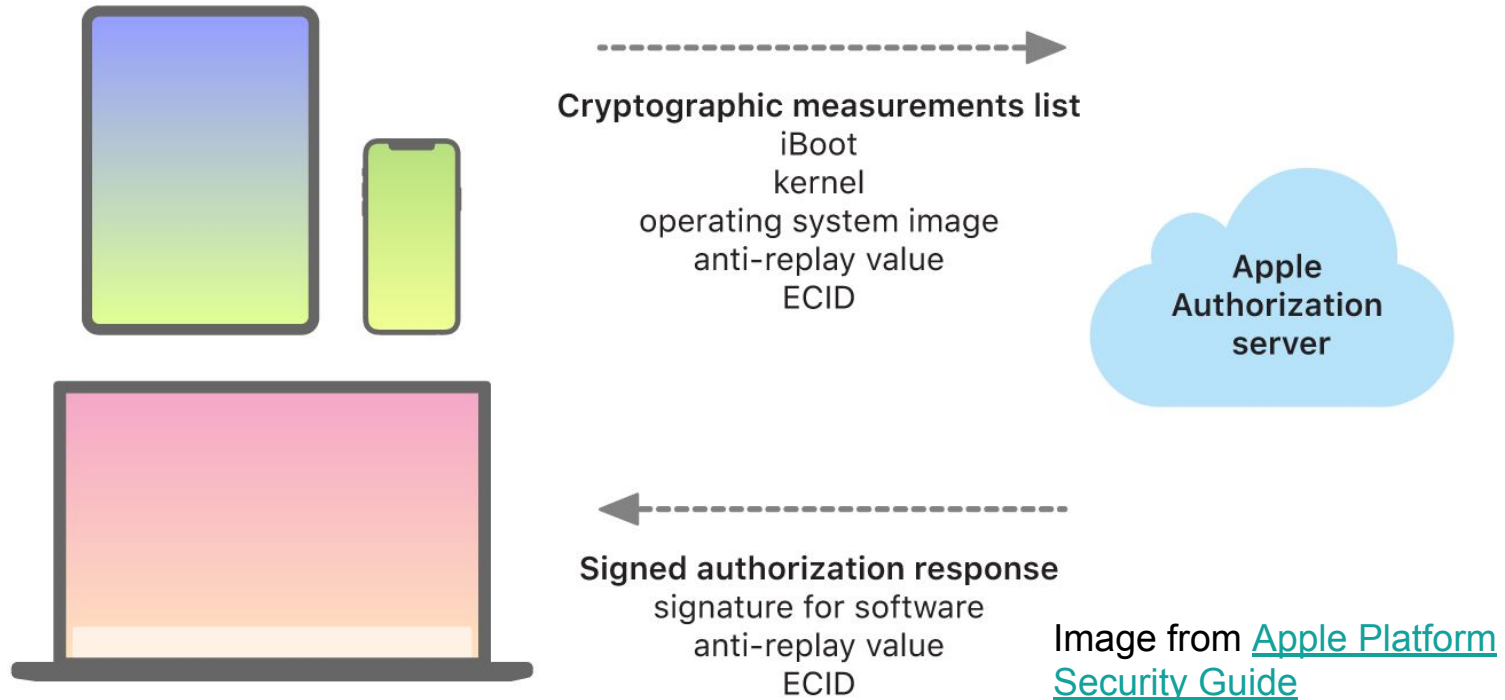 Cryptographic measurements list
iBoot
kernel
operating system image
anti-replay value
ECID
Apple
Authorization
server
Signed authorization response
signature for software
anti-replay value
ECID
Image from Apple Platform
Security Guide